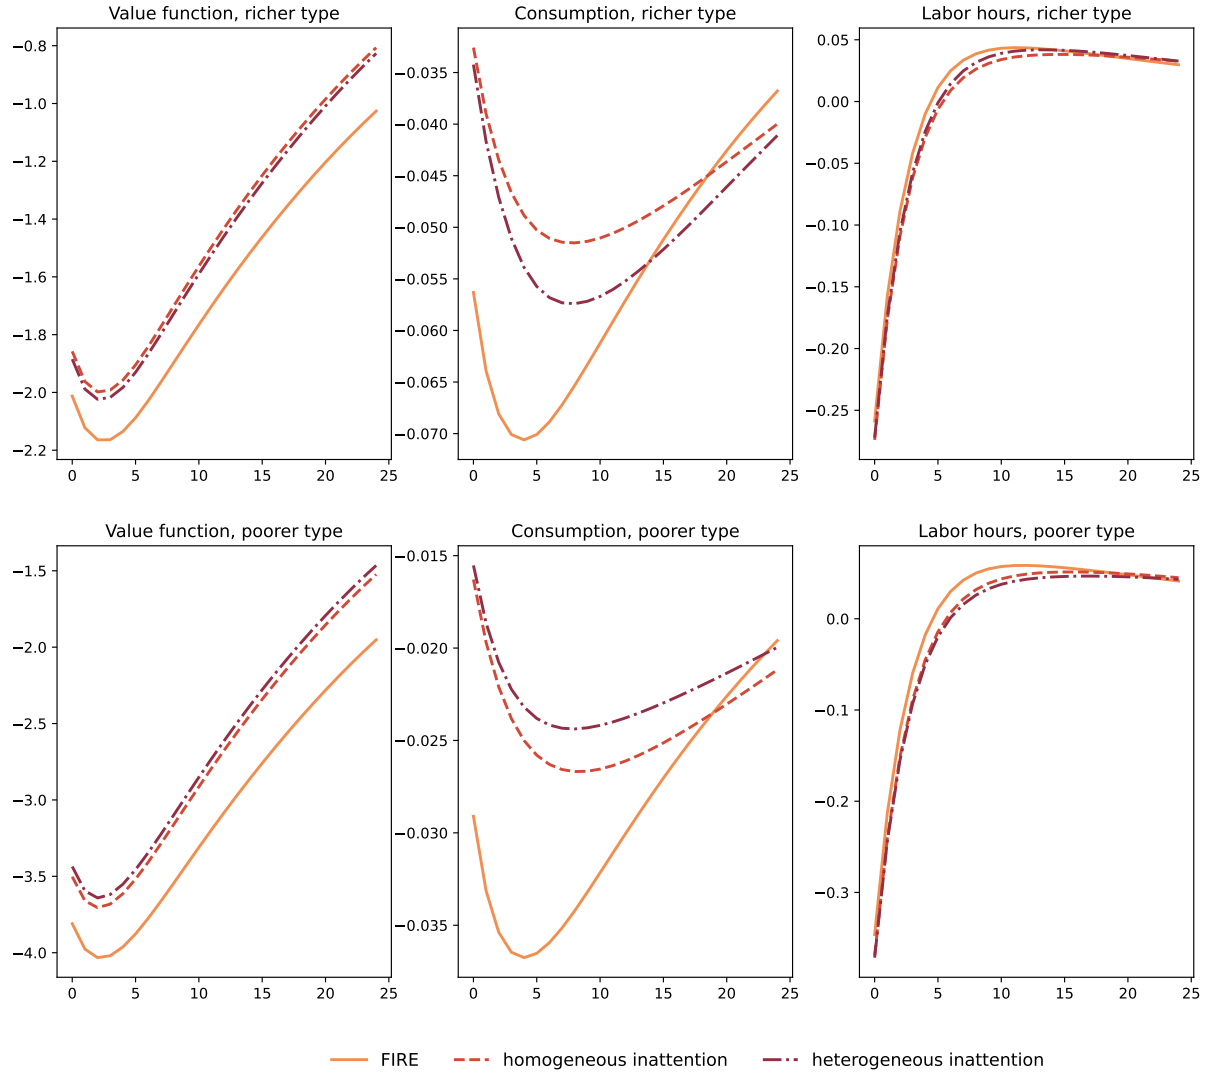 Value function, richer type
−0.8
−1.0
−1.2
−1.4
−1.6
−1.8
−2.0
−2.2
0 5 10 15 20 25
Consumption, richer type
−0.035
−0.040
−0.045
−0.050
−0.055
−0.060
−0.065
−0.070
0 5 10 15 20 25
Labor hours, richer type
0.05
0.00
−0.05
−0.10
−0.15
−0.20
−0.25
0 5 10 15 20 25
Value function, poorer type
−1.5
−2.0
−2.5
−3.0
−3.5
−4.0
0 5 10 15 20 25
Consumption, poorer type
−0.015
−0.020
−0.025
−0.030
−0.035
0 5 10 15 20 25
Labor hours, poorer type
0.0
−0.1
−0.2
−0.3
0 5 10 15 20 25
FIRE homogeneous inattention heterogeneous inattention